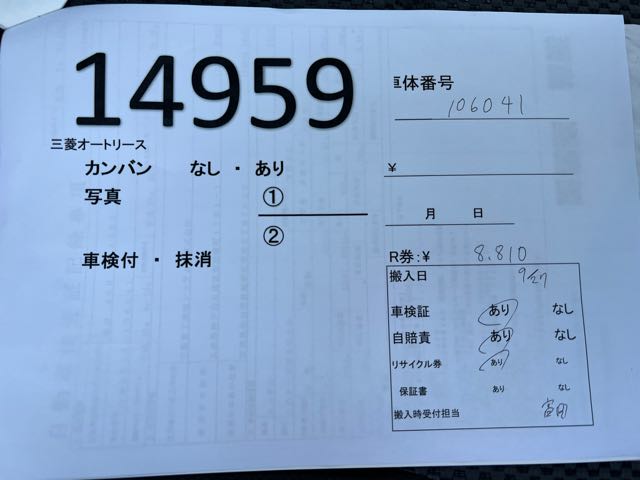 14959
車体番号
106041
三菱オートリース
カンバン なし ・ あり
¥
写真 ①
月 日
②
車検付 ・ 抹消
R券:¥ 8.810
搬入日 9/27
車検証 あり なし
自賠責 あり なし
リサイクル券 あり なし
保証書 あり なし
搬入時受付担当 富田